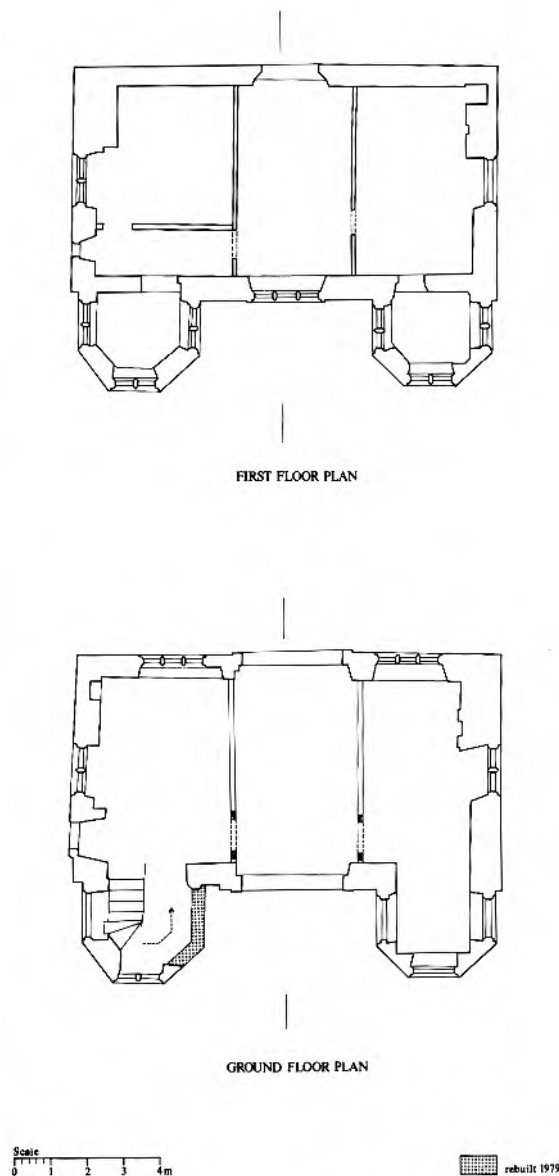 FIRST FLOOR PLAN
GROUND FLOOR PLAN
Scale
0 1 2 3 4m
rebuilt 1979